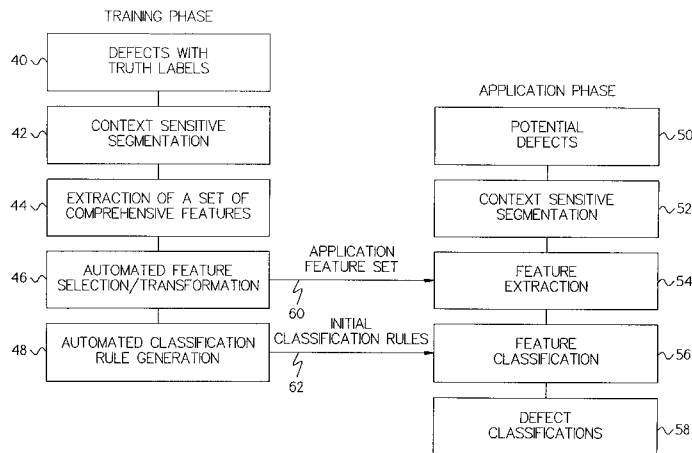 TRAINING PHASE
40
DEFECTS WITH
TRUTH LABELS
42
CONTEXT SENSITIVE
SEGMENTATION
44
EXTRACTION OF A SET OF
COMPREHENSIVE FEATURES
46
AUTOMATED FEATURE
SELECTION/TRANSFORMATION
48
AUTOMATED CLASSIFICATION
RULE GENERATION
APPLICATION
FEATURE SET
60
INITIAL
CLASSIFICATION RULES
62
APPLICATION PHASE
POTENTIAL
DEFECTS
50
CONTEXT SENSITIVE
SEGMENTATION
52
FEATURE
EXTRACTION
54
FEATURE
CLASSIFICATION
56
DEFECT
CLASSIFICATIONS
58